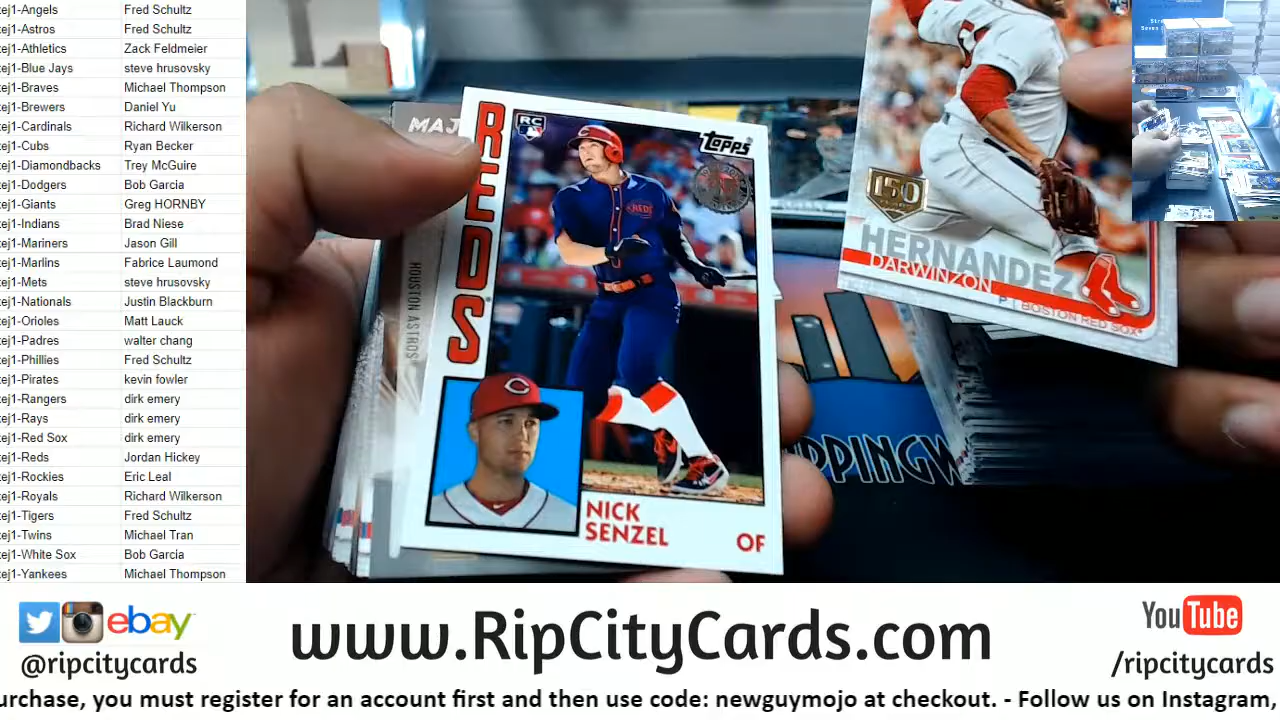 ej1-Angels Fred Schultz
ej1-Astros Fred Schultz
ej1-Athletics Zack Feldmeier
ej1-Blue Jays steve hrusovsky
ej1-Braves Michael Thompson
ej1-Brewers Daniel Yu
ej1-Cardinals Richard Wilkerson
ej1-Cubs Ryan Becker
ej1-Diamondbacks Trey McGuire
ej1-Dodgers Bob Garcia
ej1-Giants Greg HORNBY
ej1-Indians Brad Niese
ej1-Mariners Jason Gill
ej1-Marlins Fabrice Laumond
ej1-Mets steve hrusovsky
ej1-Nationals Justin Blackburn
ej1-Orioles Matt Lauck
ej1-Padres walter chang
ej1-Phillies Fred Schultz
ej1-Pirates kevin fowler
ej1-Rangers dirk emery
ej1-Rays dirk emery
ej1-Red Sox dirk emery
ej1-Reds Jordan Hickey
ej1-Rockies Eric Leal
ej1-Royals Richard Wilkerson
ej1-Tigers Fred Schultz
ej1-Twins Michael Tran
ej1-White Sox Bob Garcia
ej1-Yankees Michael Thompson
MAJ
HOUSTON ASTROS
REDS
RC
Topps
REDS
C
NICK
SENZEL
OF
150
HERNANDEZ
DARWINZON
P | BOSTON RED SOX
PPINGW
ebay
@ripcitycards
www.RipCityCards.com
YouTube
/ripcitycards
urchase, you must register for an account first and then use code: newguymojo at checkout. - Follow us on Instagram,